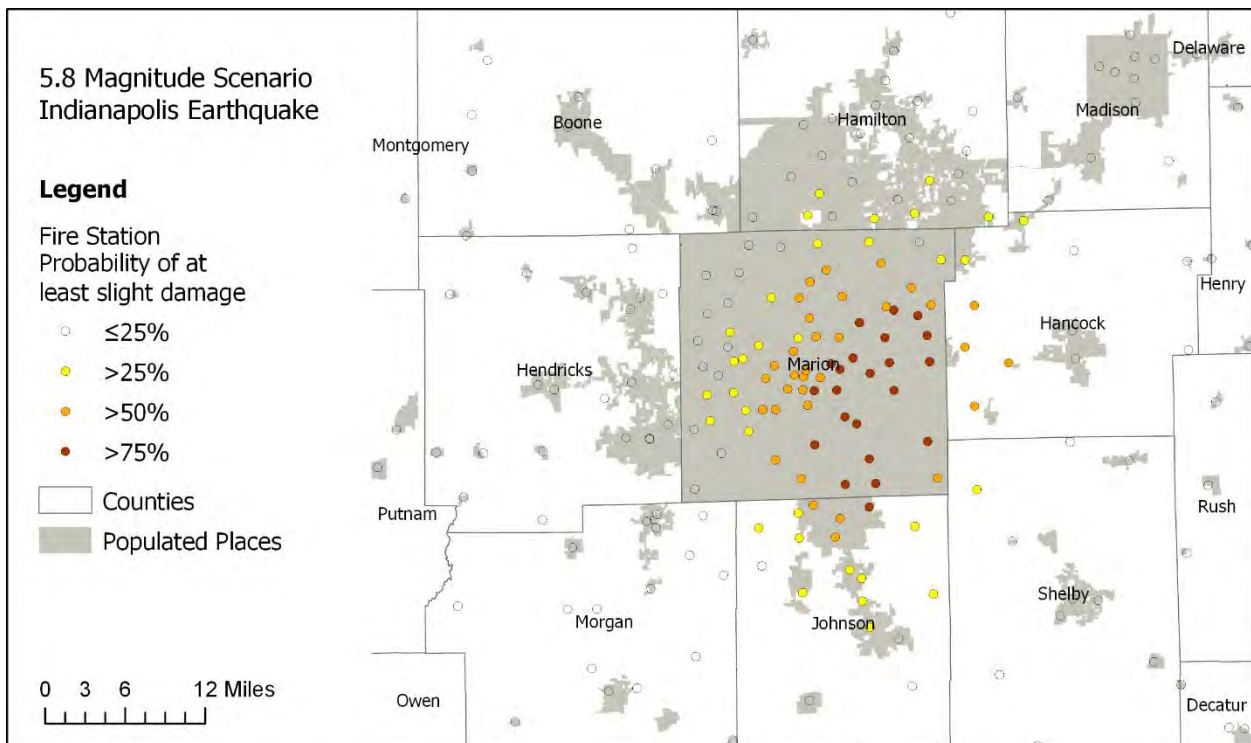 5.8 Magnitude Scenario
Indianapolis Earthquake
Legend
Fire Station
Probability of at
least slight damage
≤25%
>25%
>50%
>75%
Counties
Populated Places
0 3 6 12 Miles
Delaware
Madison
Hamilton
Boone
Montgomery
Henry
Hancock
Marion
Hendricks
Putnam
Rush
Shelby
Johnson
Morgan
Owen
Decatur